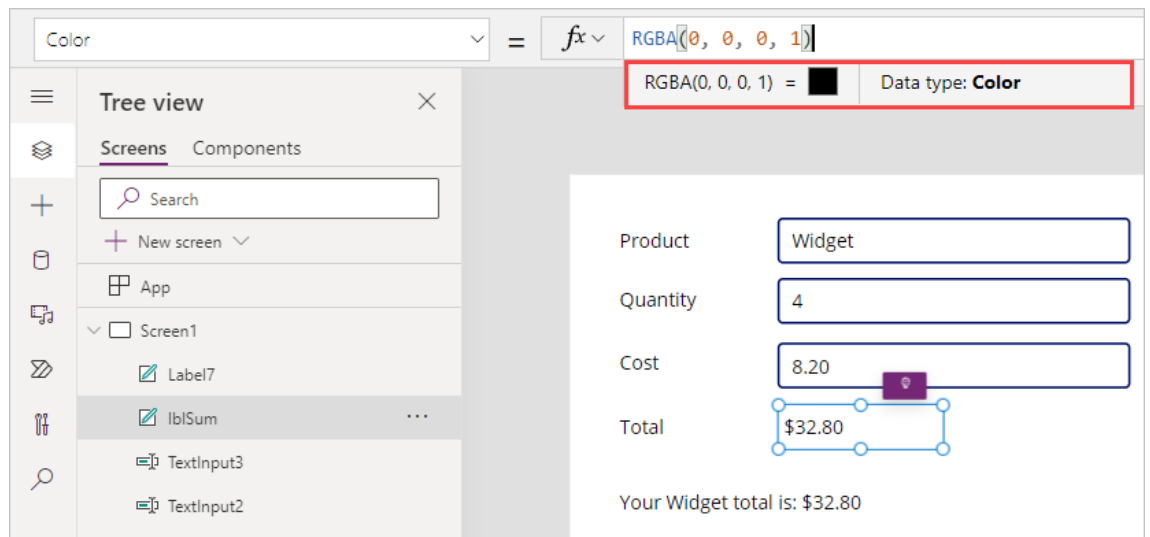 Color = fx RGBA(0, 0, 0, 1)
RGBA(0, 0, 0, 1) = Data type: Color
Tree view
Screens Components
Search
New screen
App
Screen1
Label7
lblSum ...
TextInput3
TextInput2
Product Widget
Quantity 4
Cost 8.20
Total $32.80
Your Widget total is: $32.80